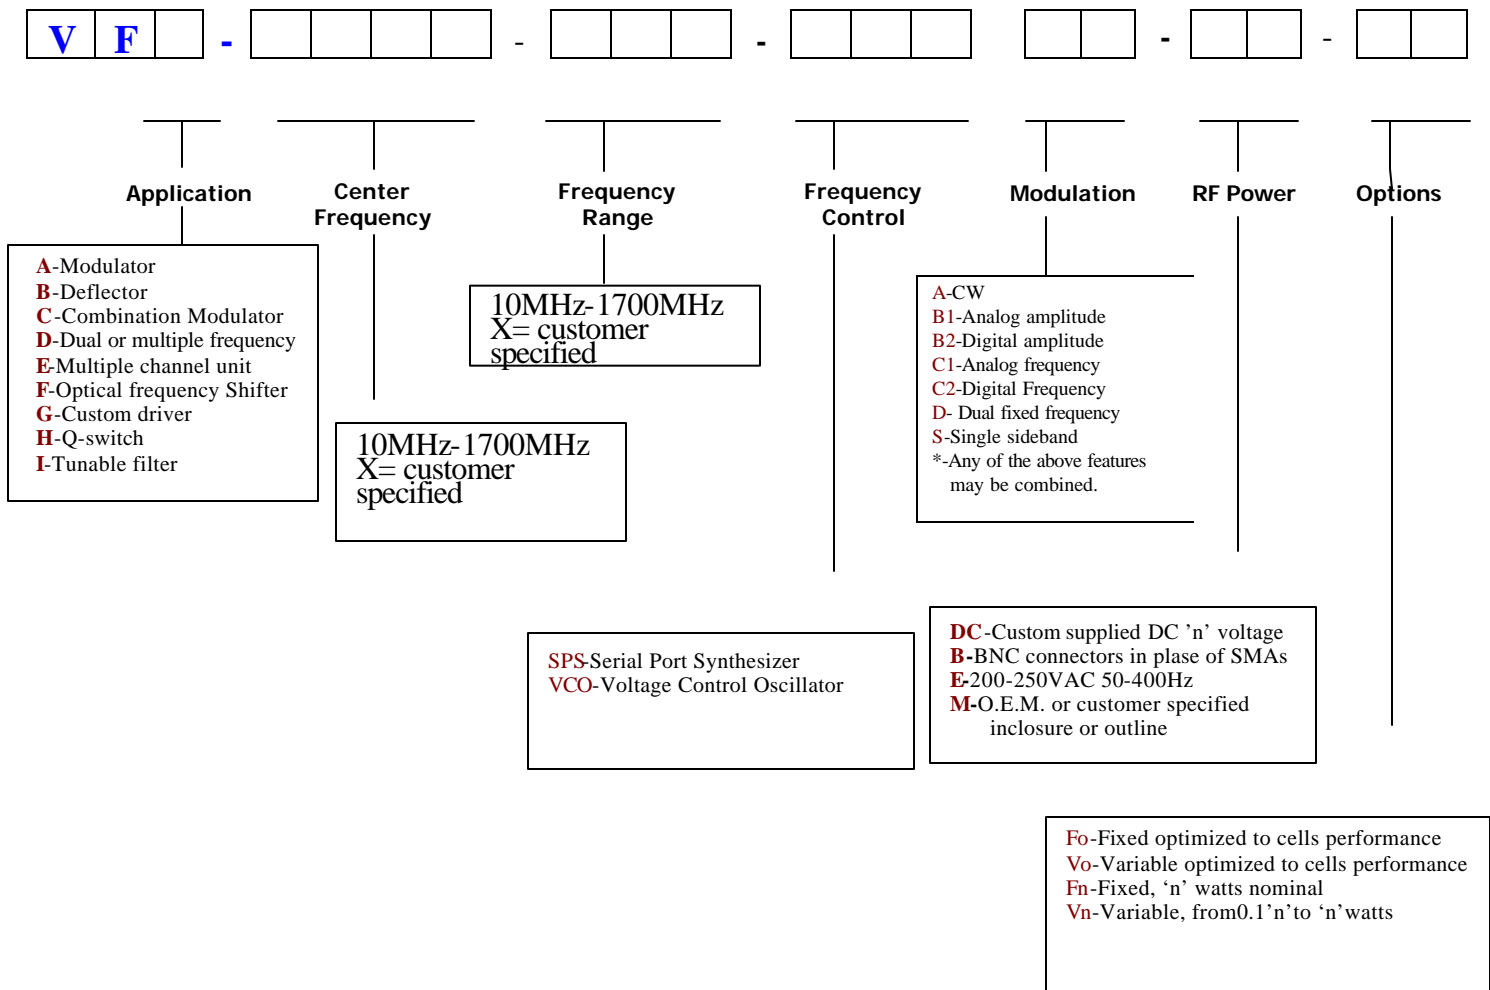 V F - - - - -
Application
Center
Frequency
Frequency
Range
Frequency
Control
Modulation
RF Power
Options
A-Modulator
B-Deflector
C-Combination Modulator
D-Dual or multiple frequency
E-Multiple channel unit
F-Optical frequency Shifter
G-Custom driver
H-Q-switch
I-Tunable filter
10MHz-1700MHz
X= customer
specified
10MHz-1700MHz
X= customer
specified
A-CW
B1-Analog amplitude
B2-Digital amplitude
C1-Analog frequency
C2-Digital Frequency
D- Dual fixed frequency
S-Single sideband
*-Any of the above features
may be combined.
SPS-Serial Port Synthesizer
VCO-Voltage Control Oscillator
DC-Custom supplied DC 'n' voltage
B-BNC connectors in plase of SMAs
E-200-250VAC 50-400Hz
M-O.E.M. or customer specified
inclosure or outline
Fo-Fixed optimized to cells performance
Vo-Variable optimized to cells performance
Fn-Fixed, ‘n’ watts nominal
Vn-Variable, from0.1’n’to ‘n’watts